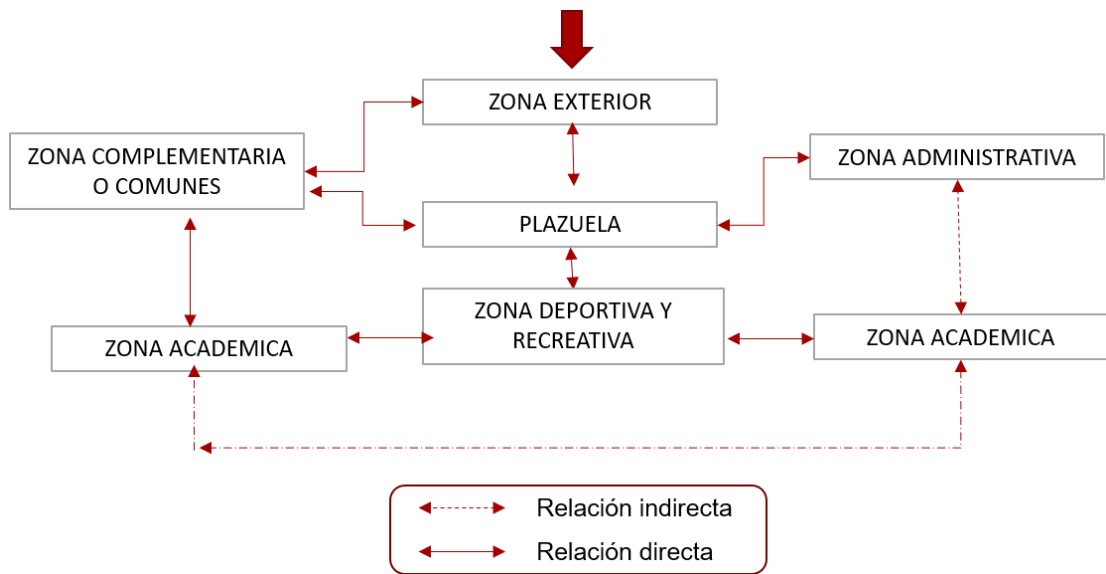 ZONA EXTERIOR
ZONA COMPLEMENTARIA
O COMUNES
ZONA ADMINISTRATIVA
PLAZUELA
ZONA DEPORTIVA Y
RECREATIVA
ZONA ACADEMICA
ZONA ACADEMICA
Relación indirecta
Relación directa